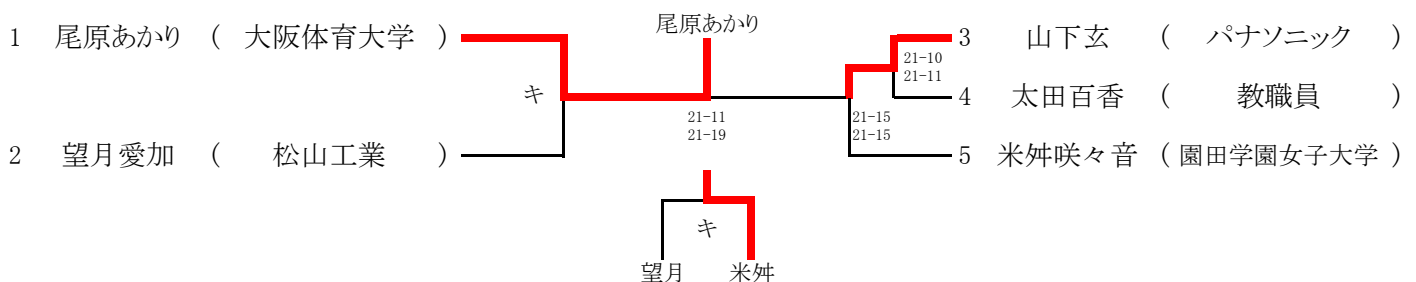 尾原あかり
1 尾原あかり ( 大阪体育大学 )
2 望月愛加 ( 松山工業 )
キ
21-11
21-19
3 山下玄 ( パナソニック )
21-10
21-11
4 太田百香 ( 教職員 )
21-15
21-15
5 米舛咲々音 ( 園田学園女子大学 )
キ
望月 米舛